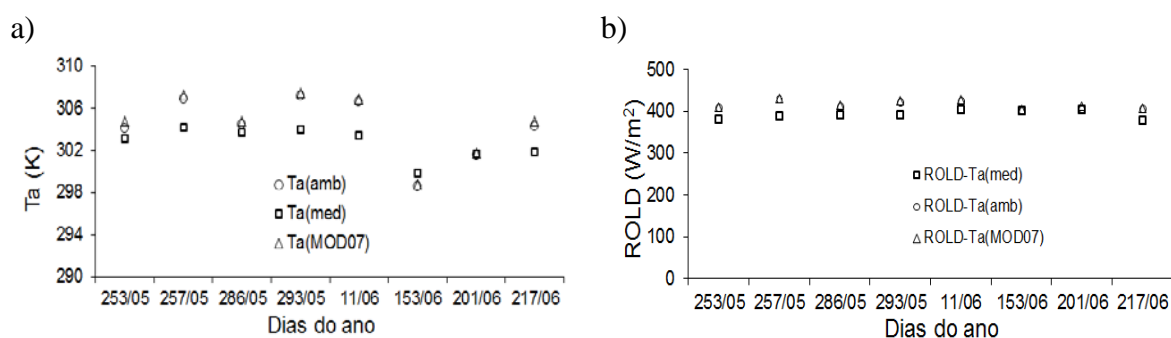 a)
Ta (K)
310
306
302
298
294
290
Ta(amb)
Ta(med)
Ta(MOD07)
253/05 257/05 286/05 293/05 11/06 153/06 201/06 217/06
Dias do ano
b)
ROLD (W/m²)
500
400
300
200
100
0
ROLD-Ta(med)
ROLD-Ta(amb)
ROLD-Ta(MOD07)
253/05 257/05 286/05 293/05 11/06 153/06 201/06 217/06
Dias do ano